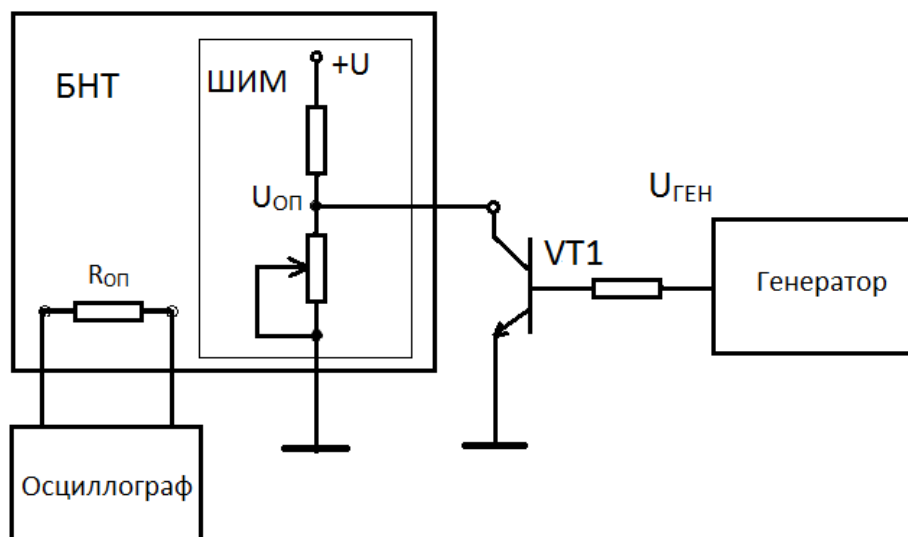 +U
БНТ
ШИМ
UОП
UГЕН
VT1
RОП
Генератор
Осциллограф